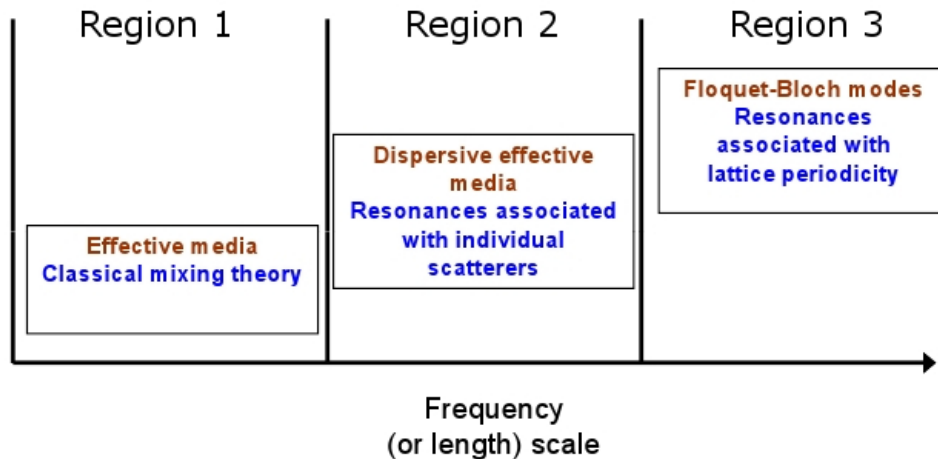 Region 1
Region 2
Region 3
Effective media
Classical mixing theory
Dispersive effective
media
Resonances associated
with individual
scatterers
Floquet-Bloch modes
Resonances
associated with
lattice periodicity
Frequency
(or length) scale